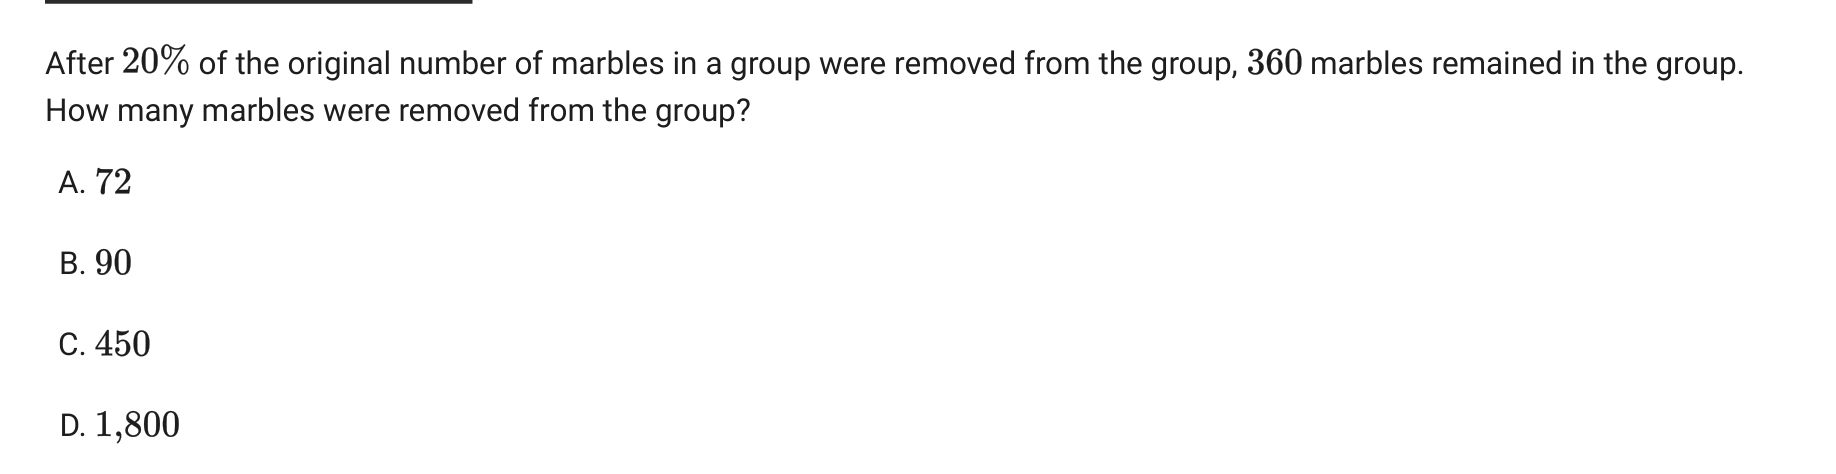 After 20% of the original number of marbles in a group were removed from the group, 360 marbles remained in the group.
How many marbles were removed from the group?
A. 72
B. 90
C. 450
D. 1,800